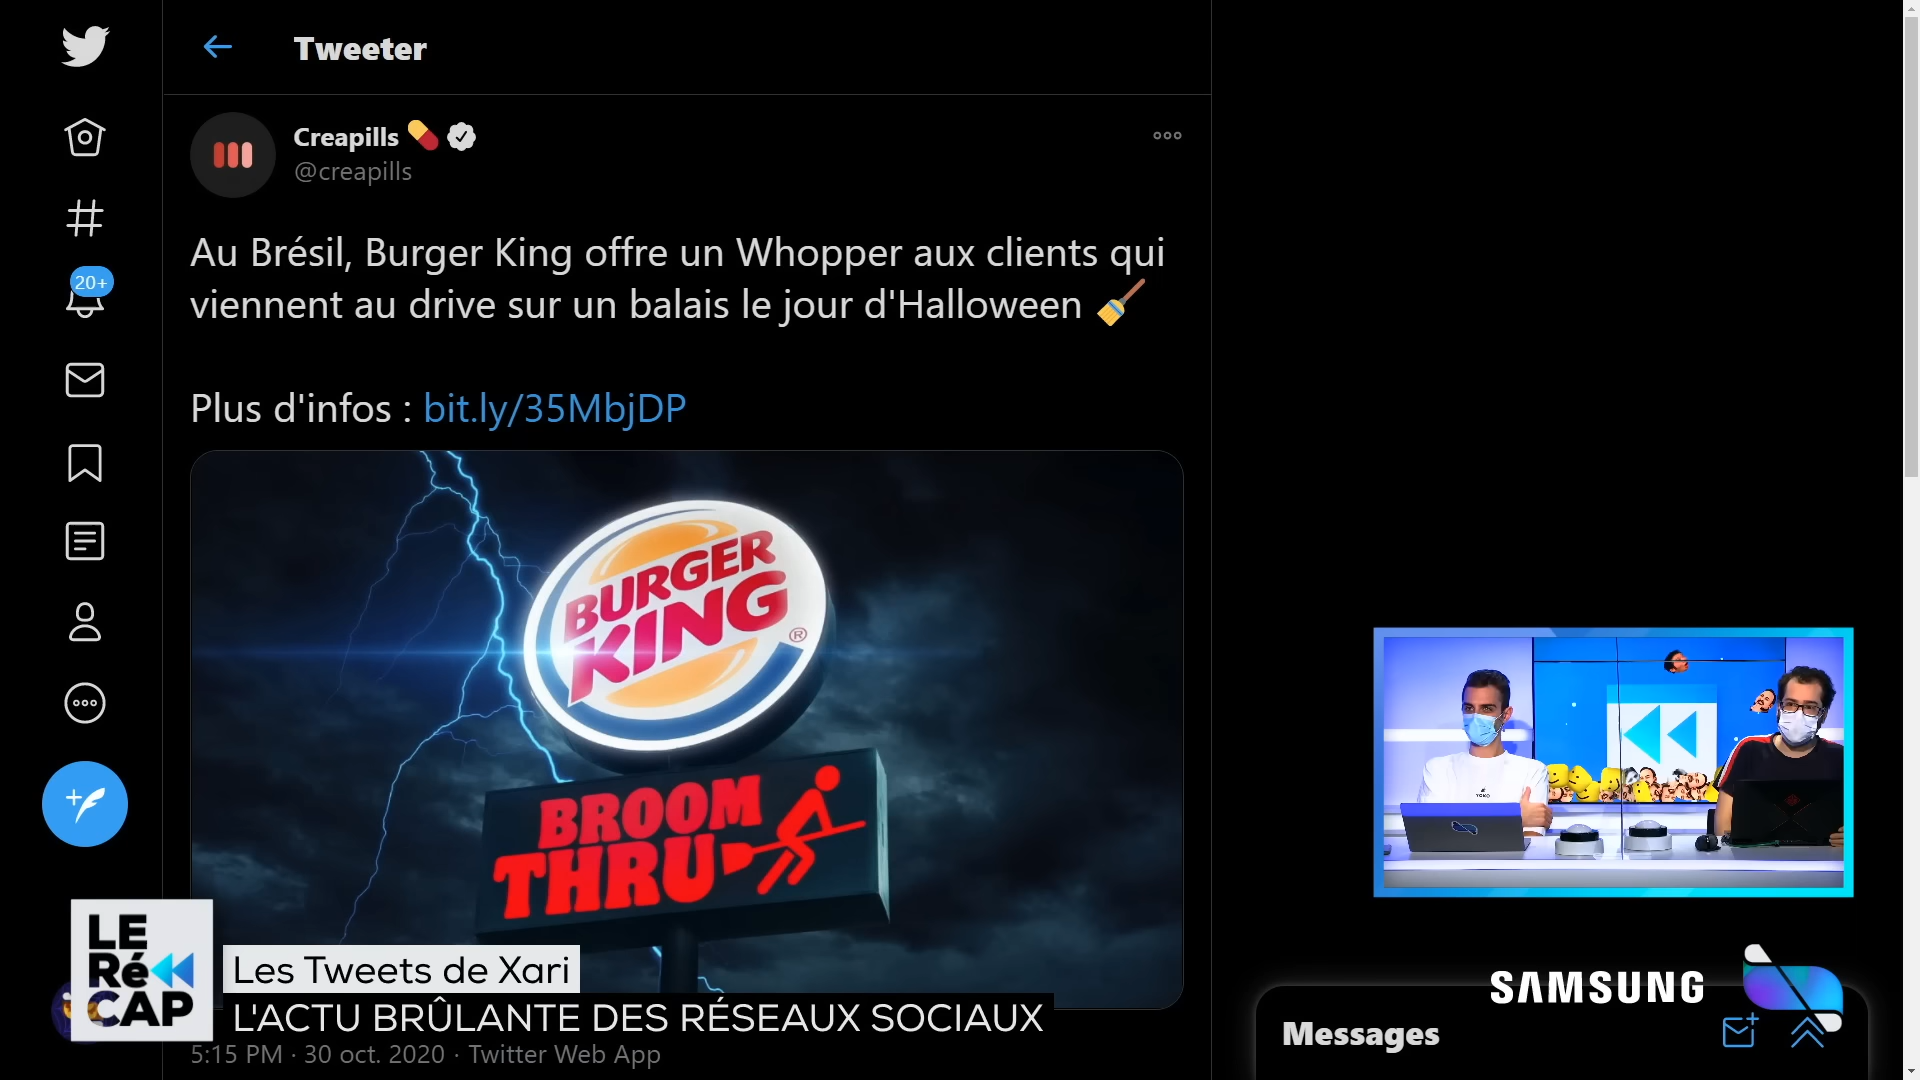 Tweeter
Creapills
@creapills
20+
Au Brésil, Burger King offre un Whopper aux clients qui
viennent au drive sur un balais le jour d'Halloween
Plus d'infos : bit.ly/35MbjDP
BURGER
KING
®
BROOM
THRU
LE
Ré
CAP
Les Tweets de Xari
L'ACTU BRÛLANTE DES RÉSEAUX SOCIAUX
5:15 PM · 30 oct. 2020 · Twitter Web App
SAMSUNG
Messages